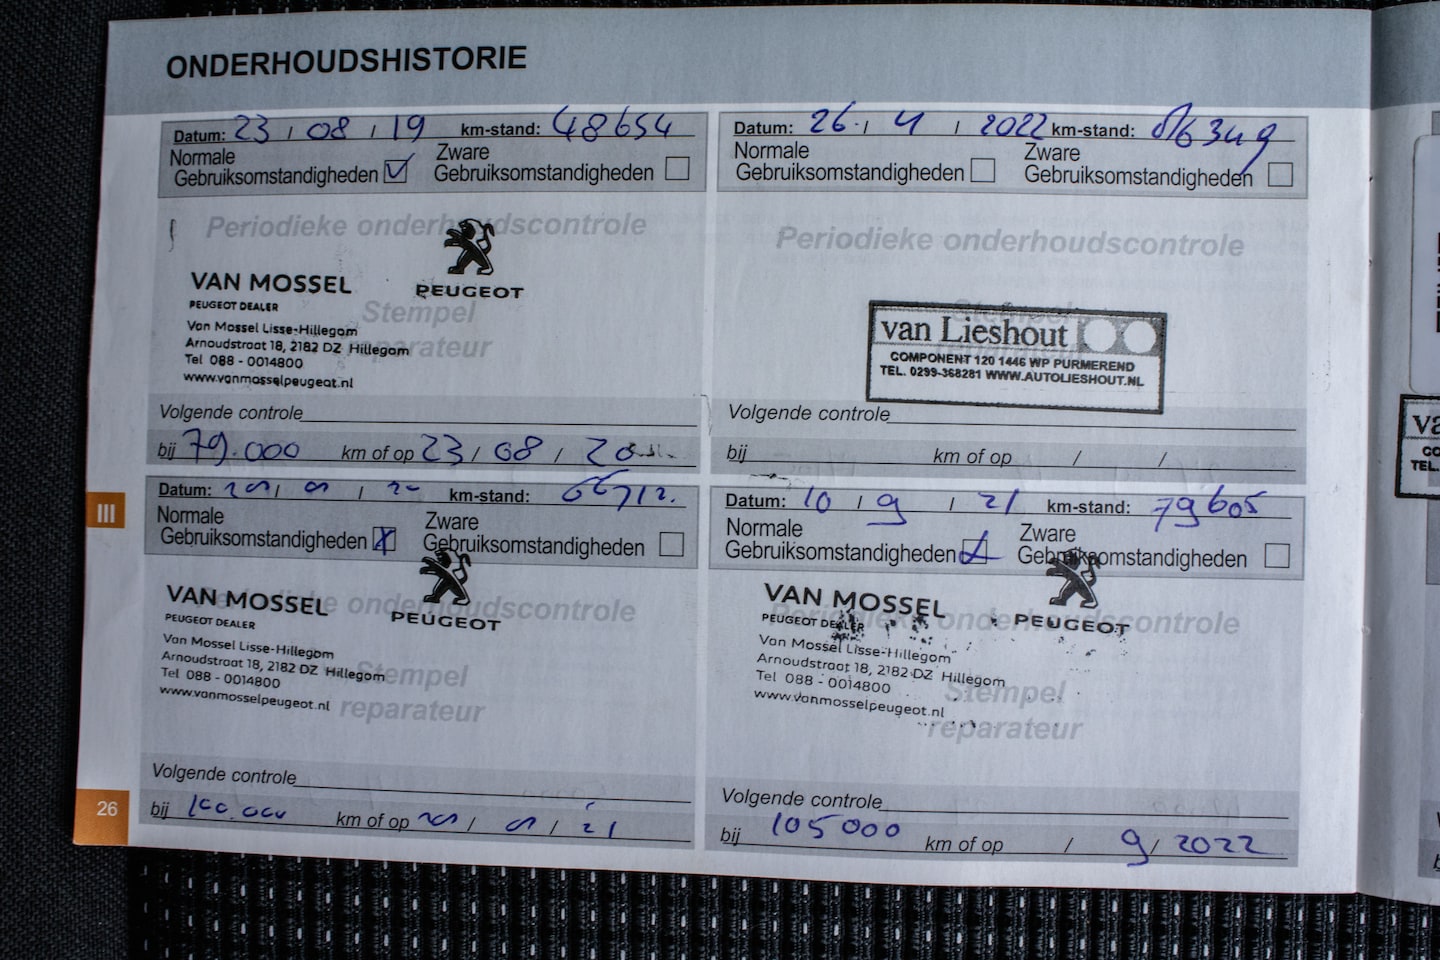 ONDERHOUDSHISTORIE
Datum: 23 / 08 / 19 km-stand: 48654
Normale
Gebruiksomstandigheden
Zware
Gebruiksomstandigheden
Periodieke onderhoudscontrole
PEUGEOT
VAN MOSSEL
PEUGEOT DEALER
Stempel
reparateur
Van Mossel Lisse-Hillegom
Arnoudstraat 18, 2182 DZ Hillegom
Tel 088 - 0014800
www.vanmosselpeugeot.nl
Volgende controle
bij 79.000 km of op 23 / 08 / 20
Datum: 26 / 4 / 2022 km-stand:
Normale
Gebruiksomstandigheden
Zware
Gebruiksomstandigheden
Periodieke onderhoudscontrole
van Lieshout
COMPONENT 120 1446 WP PURMEREND
TEL. 0299-368281 WWW.AUTOLIESHOUT.NL
Volgende controle
bij km of op / /
III
Datum: / / km-stand: 66712.
Normale
Gebruiksomstandigheden
Zware
Gebruiksomstandigheden
PEUGEOT
VAN MOSSEL
PEUGEOT DEALER
Periodieke onderhoudscontrole
Van Mossel Lisse-Hillegom
Arnoudstraat 18, 2182 DZ Hillegom
Tel 088 - 0014800
www.vanmosselpeugeot.nl
Stempel
reparateur
Volgende controle
bij 100.000 km of op / / 21
Datum: 10 / 9 / 21 km-stand: 79605
Normale
Gebruiksomstandigheden
Zware
Gebruiksomstandigheden
PEUGEOT
VAN MOSSEL
PEUGEOT DEALER
Periodieke onderhoudscontrole
Van Mossel Lisse-Hillegom
Arnoudstraat 18, 2182 DZ Hillegom
Tel 088 - 0014800
www.vanmosselpeugeot.nl
Stempel
reparateur
Volgende controle
bij 105000 km of op / 9 / 2022
26